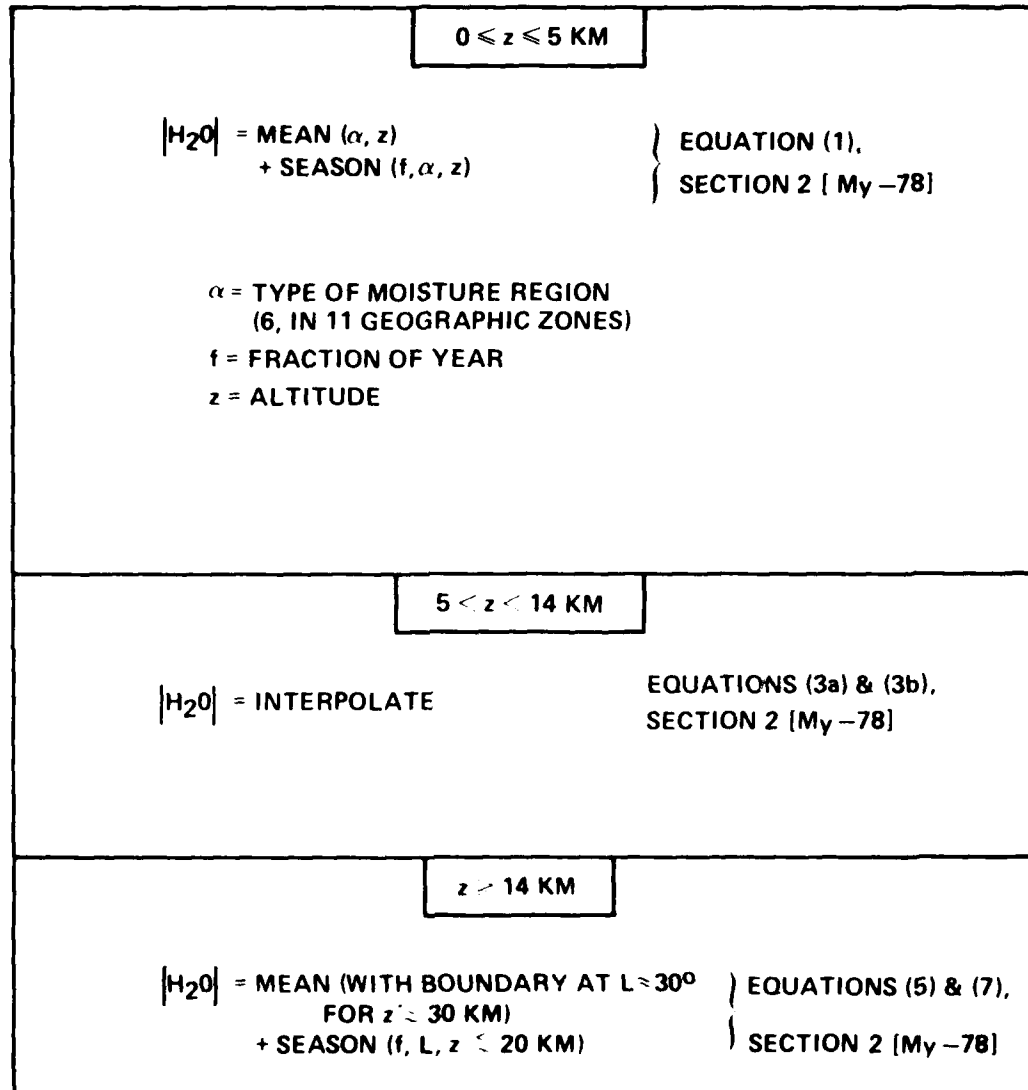 0 ⩽ z ⩽ 5 KM
|H₂O| = MEAN (α, z)
+ SEASON (f, α, z)
EQUATION (1),
SECTION 2 [My –78]
α = TYPE OF MOISTURE REGION
(6, IN 11 GEOGRAPHIC ZONES)
f = FRACTION OF YEAR
z = ALTITUDE
5 < z < 14 KM
|H₂O| = INTERPOLATE
EQUATIONS (3a) & (3b),
SECTION 2 [My –78]
z 14 KM
|H₂O| = MEAN (WITH BOUNDARY AT L 30°
FOR z 30 KM)
+ SEASON (f, L, z 20 KM)
EQUATIONS (5) & (7),
SECTION 2 [My –78]